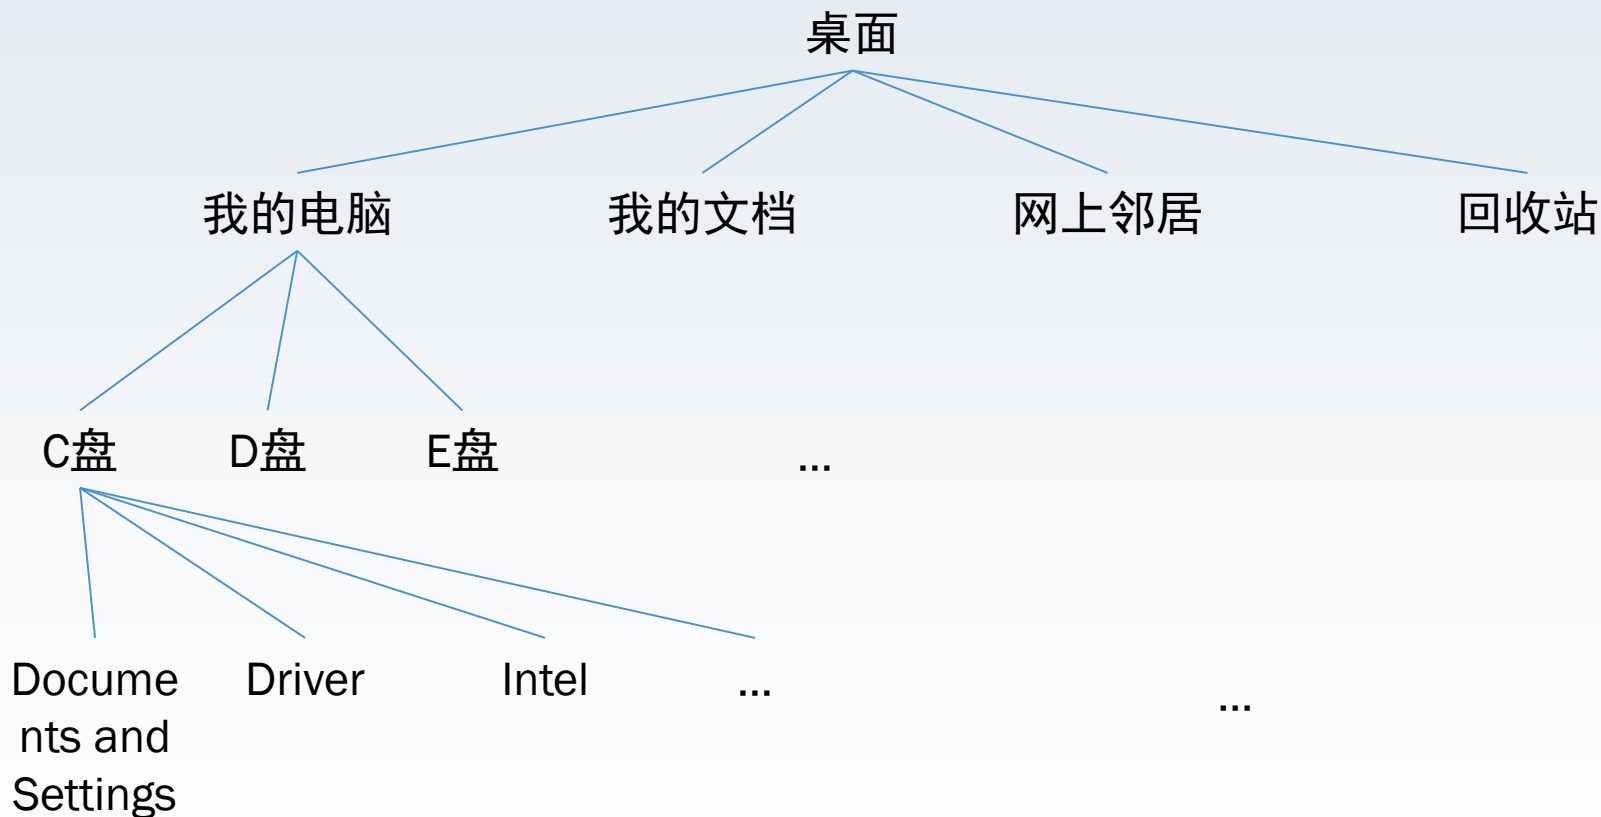 桌面
我的电脑 我的文档 网上邻居 回收站
C盘 D盘 E盘 ...
Docume Driver Intel ... ...
nts and
Settings